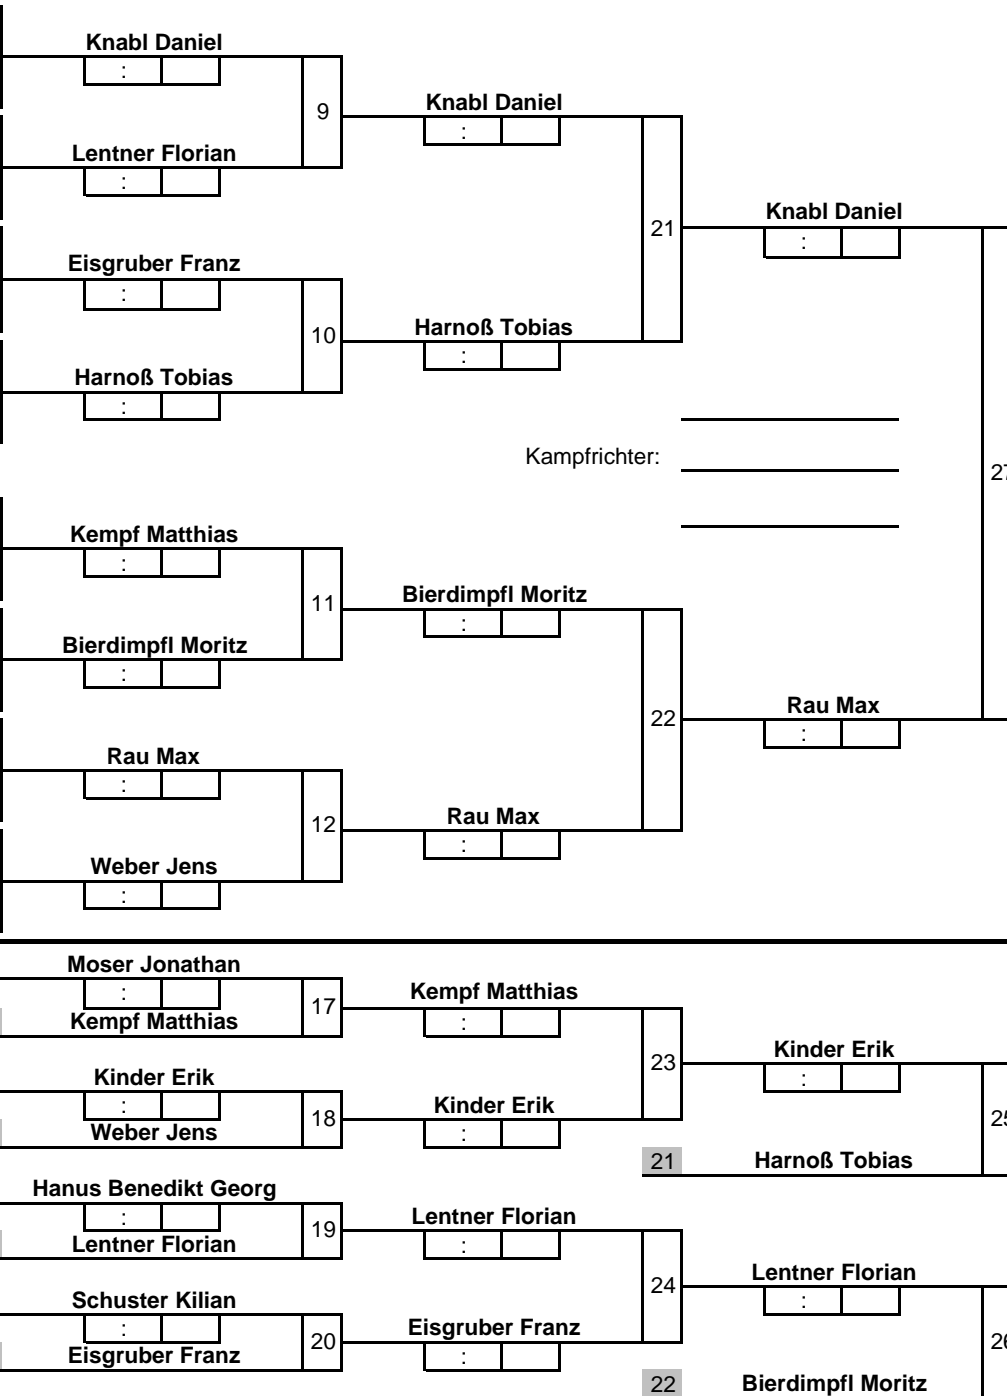 Knabl Daniel
:
9
Knabl Daniel
:
Lentner Florian
:
21
Knabl Daniel
:
Eisgruber Franz
:
10
Harnoß Tobias
:
Harnoß Tobias
:
Kampfrichter:
27
Kempf Matthias
:
11
Bierdimpfl Moritz
:
Bierdimpfl Moritz
:
22
Rau Max
:
Rau Max
:
12
Rau Max
:
Weber Jens
:
Moser Jonathan
:
Kempf Matthias
17
Kempf Matthias
:
23
Kinder Erik
:
Kinder Erik
:
Weber Jens
18
Kinder Erik
:
25
21
Harnoß Tobias
Hanus Benedikt Georg
:
Lentner Florian
19
Lentner Florian
:
24
Lentner Florian
:
Schuster Kilian
:
Eisgruber Franz
20
Eisgruber Franz
:
26
22
Bierdimpfl Moritz